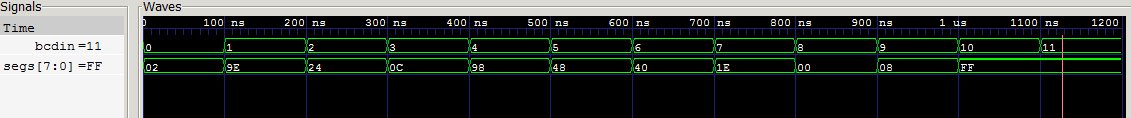 Signals Waves
Time 0 100 ns 200 ns 300 ns 400 ns 500 ns 600 ns 700 ns 800 ns 900 ns 1 us 1100 ns 1200
bcdin =11 0 1 2 3 4 5 6 7 8 9 10 11
segs[7:0] =FF 02 9E 24 0C 98 48 40 1E 00 08 FF